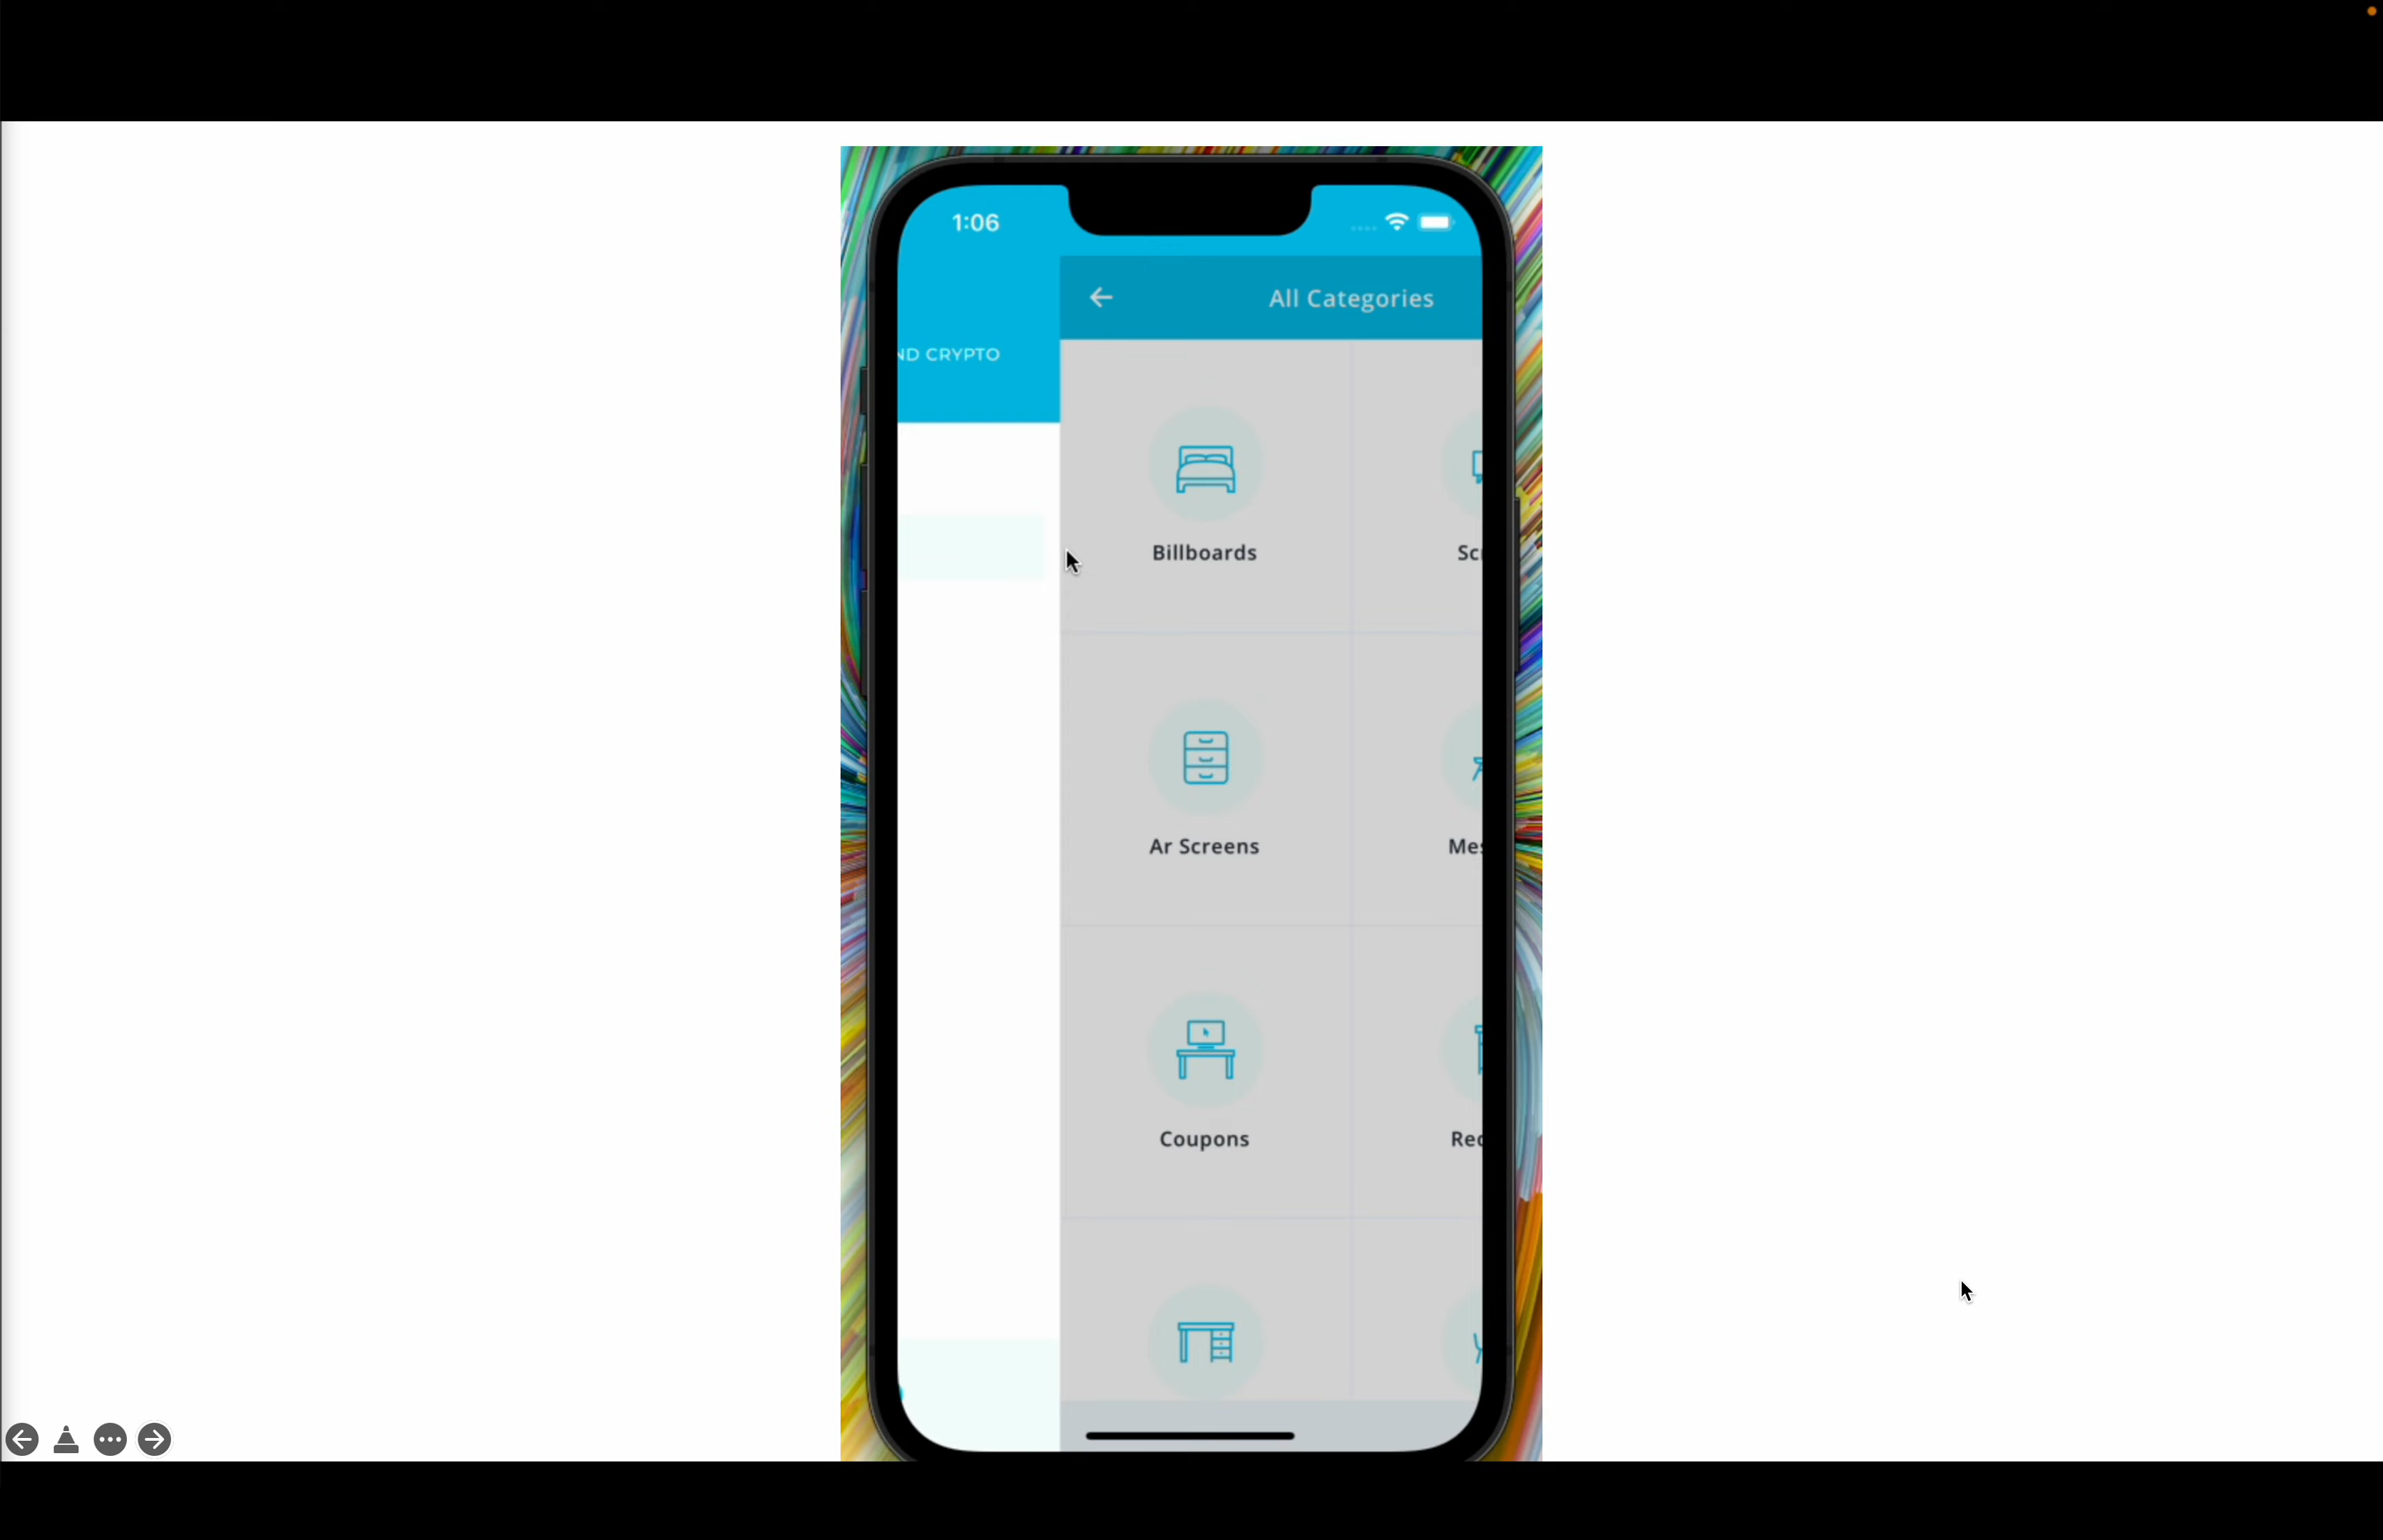 1:06
All Categories
ND CRYPTO
Billboards
Ar Screens
Coupons